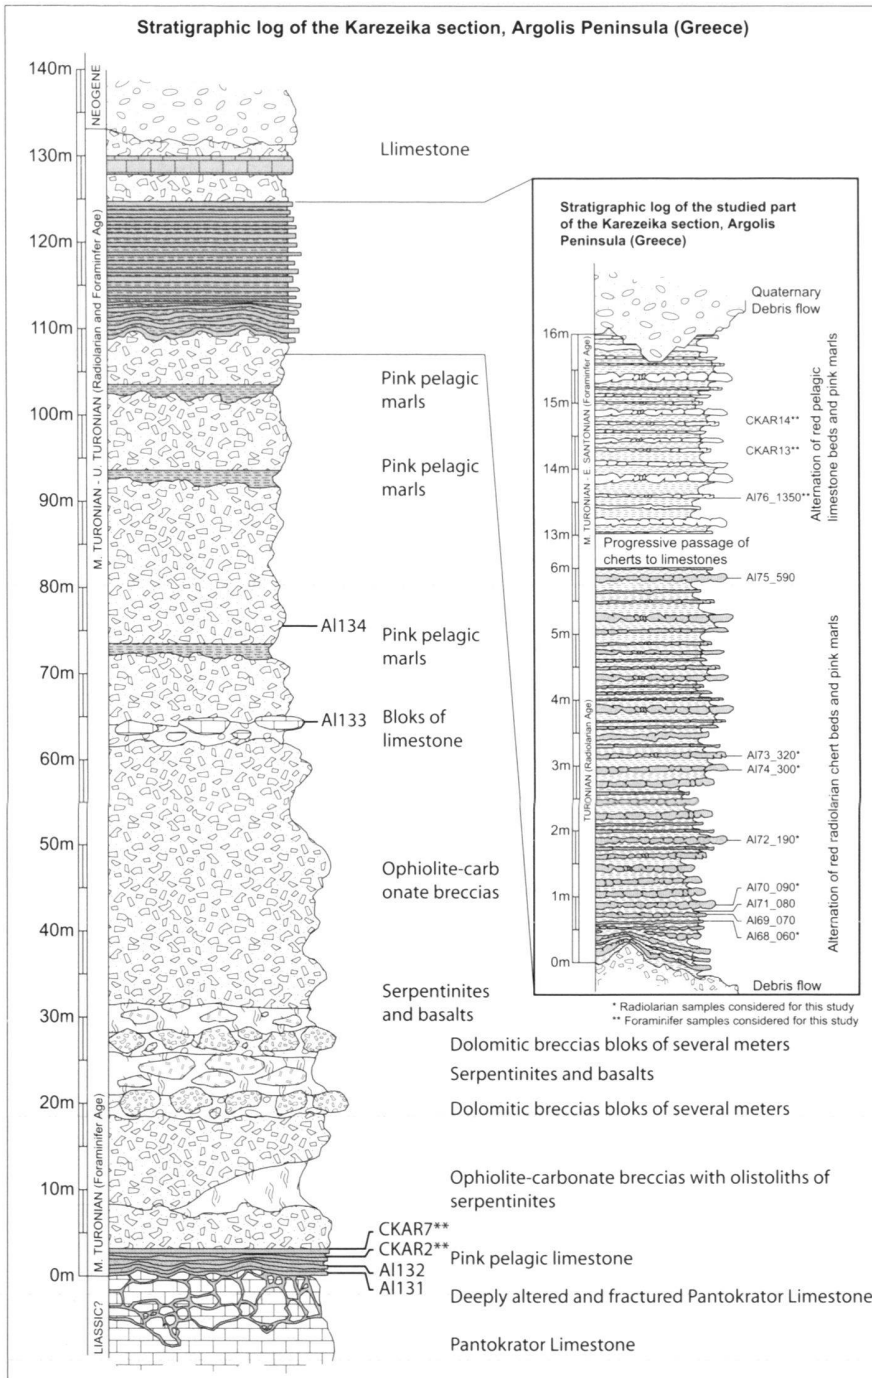 Stratigraphic log of the Karezeika section, Argolis Peninsula (Greece)
140m
130m
120m
110m
100m
90m
80m
70m
60m
50m
40m
30m
20m
10m
0m
NEOGENE
M. TURONIAN - U. TURONIAN (Radiolarian and Foraminfer Age)
M. TURONIAN (Foraminfer Age)
LIASSIC?
Llimestone
Pink pelagic
marls
Pink pelagic
marls
Al134
Pink pelagic
marls
Al133
Bloks of
limestone
Ophiolite-carb
onate breccias
Serpentinites
and basalts
Dolomitic breccias bloks of several meters
Serpentinites and basalts
Dolomitic breccias bloks of several meters
Ophiolite-carbonate breccias with olistoliths of
serpentinites
CKAR7**
CKAR2**
Al132
Al131
Pink pelagic limestone
Deeply altered and fractured Pantokrator Limestone
Pantokrator Limestone
Stratigraphic log of the studied part
of the Karezeika section, Argolis
Peninsula (Greece)
Quaternary
Debris flow
16m
15m
14m
13m
6m
5m
4m
3m
2m
1m
0m
M. TURONIAN - E. SANTONIAN (Foraminfer Age)
TURONIAN (Radiolarian Age)
CKAR14**
CKAR13**
Al76_1350**
Alternation of red pelagic
limestone beds and pink marls
Progressive passage of
cherts to limestones
Al75_590
Al73_320*
Al74_300*
Al72_190*
Al70_090*
Al71_080
Al69_070
Al68_060*
Alternation of red radiolarian chert beds and pink marls
Debris flow
* Radiolarian samples considered for this study
** Foraminifer samples considered for this study